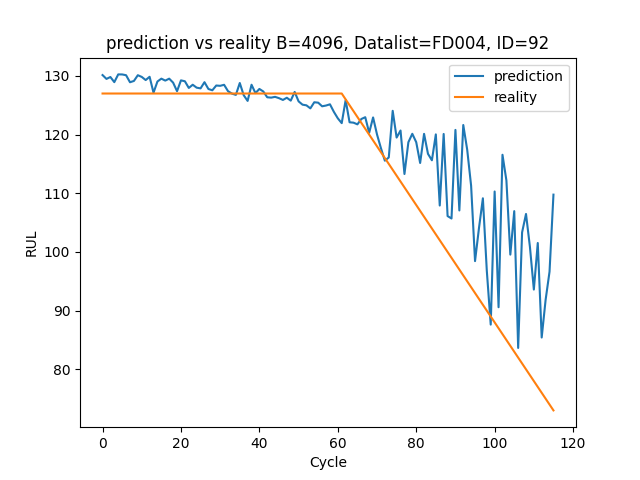 prediction vs reality B=4096, Datalist=FD004, ID=92
prediction
reality
RUL
130
120
110
100
90
80
0 20 40 60 80 100 120
Cycle